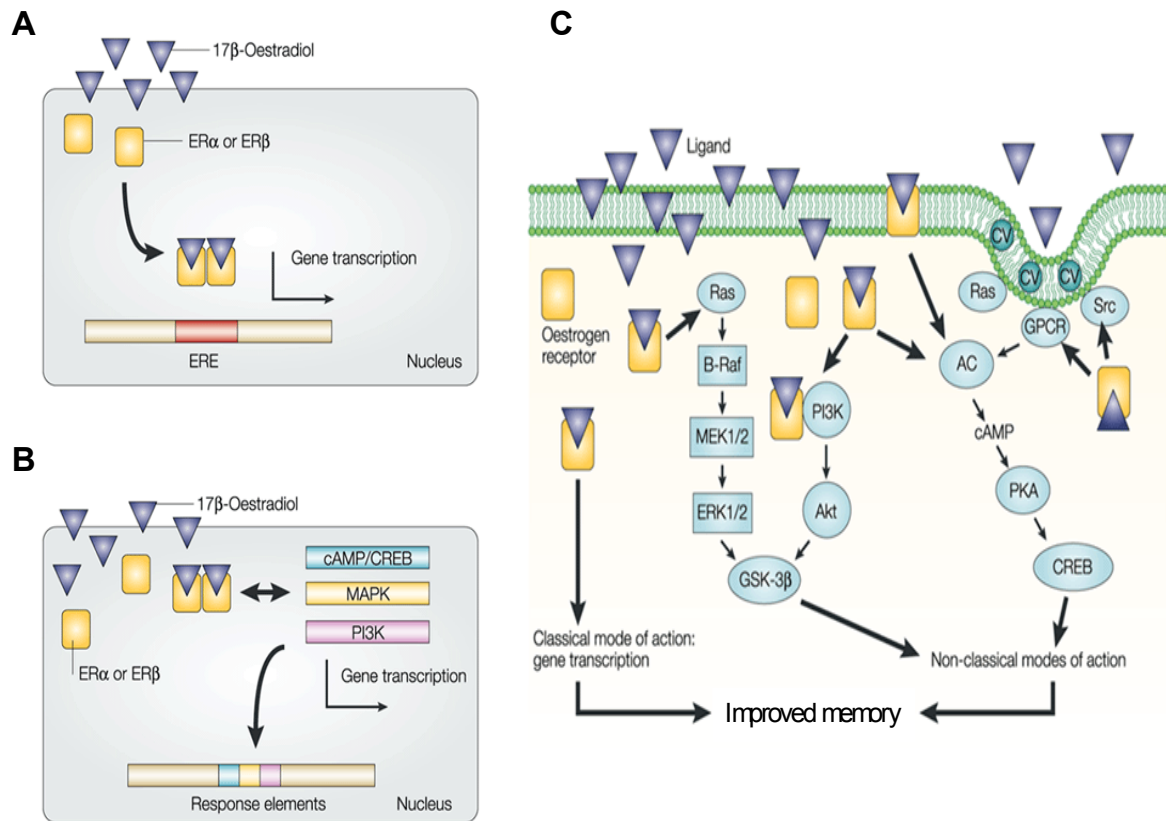 A
17β-Oestradiol
ERα or ERβ
Gene transcription
ERE
Nucleus
B
17β-Oestradiol
cAMP/CREB
MAPK
PI3K
ERα or ERβ
Gene transcription
Response elements
Nucleus
C
Ligand
CV
CV
CV
Oestrogen
receptor
Ras
Ras
Src
GPCR
B-Raf
AC
PI3K
MEK1/2
cAMP
PKA
ERK1/2
Akt
GSK-3β
CREB
Classical mode of action:
gene transcription
Non-classical modes of action
Improved memory